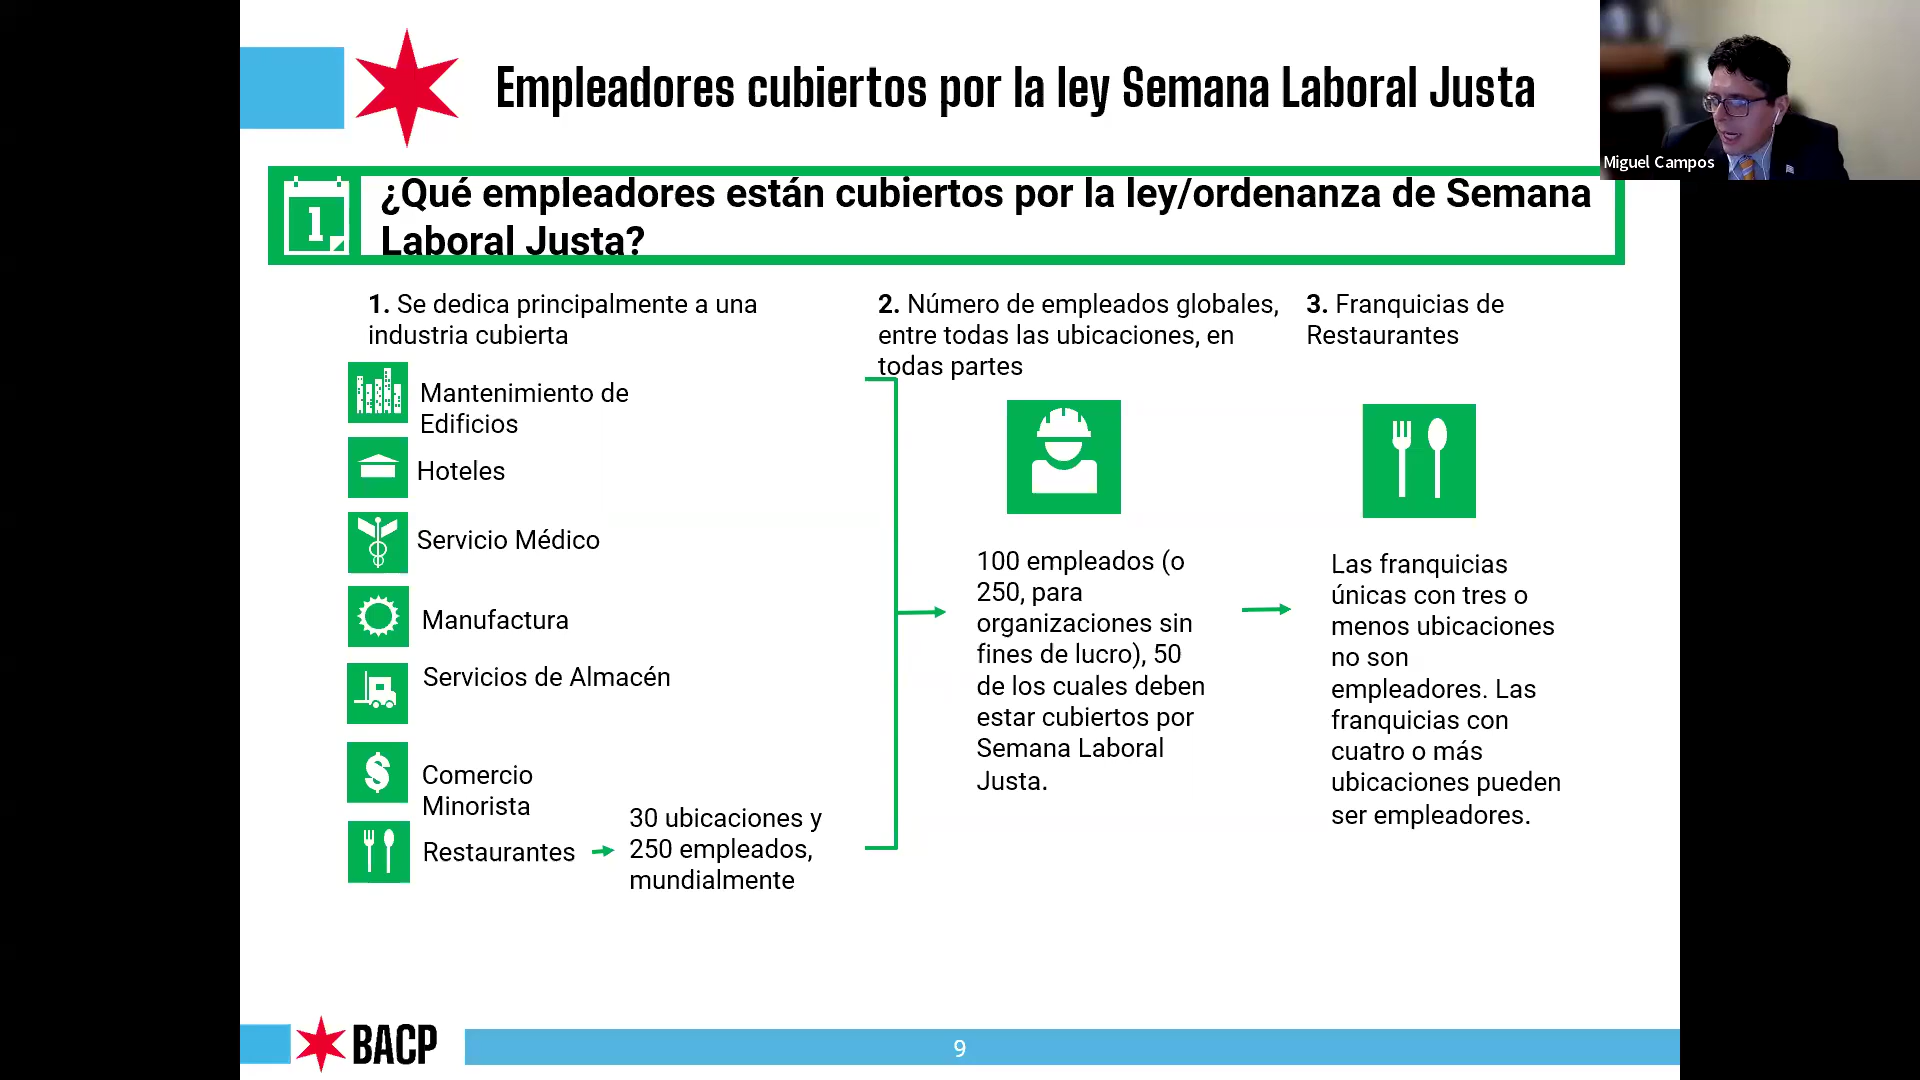 Empleadores cubiertos por la ley Semana Laboral Justa
Miguel Campos
1
¿Qué empleadores están cubiertos por la ley/ordenanza de Semana
Laboral Justa?
1. Se dedica principalmente a una
industria cubierta
Mantenimiento de
Edificios
Hoteles
Servicio Médico
Manufactura
Servicios de Almacén
$
Comercio
Minorista
Restaurantes
30 ubicaciones y
250 empleados,
mundialmente
2. Número de empleados globales,
entre todas las ubicaciones, en
todas partes
100 empleados (o
250, para
organizaciones sin
fines de lucro), 50
de los cuales deben
estar cubiertos por
Semana Laboral
Justa.
3. Franquicias de
Restaurantes
Las franquicias
únicas con tres o
menos ubicaciones
no son
empleadores. Las
franquicias con
cuatro o más
ubicaciones pueden
ser empleadores.
BACP
9